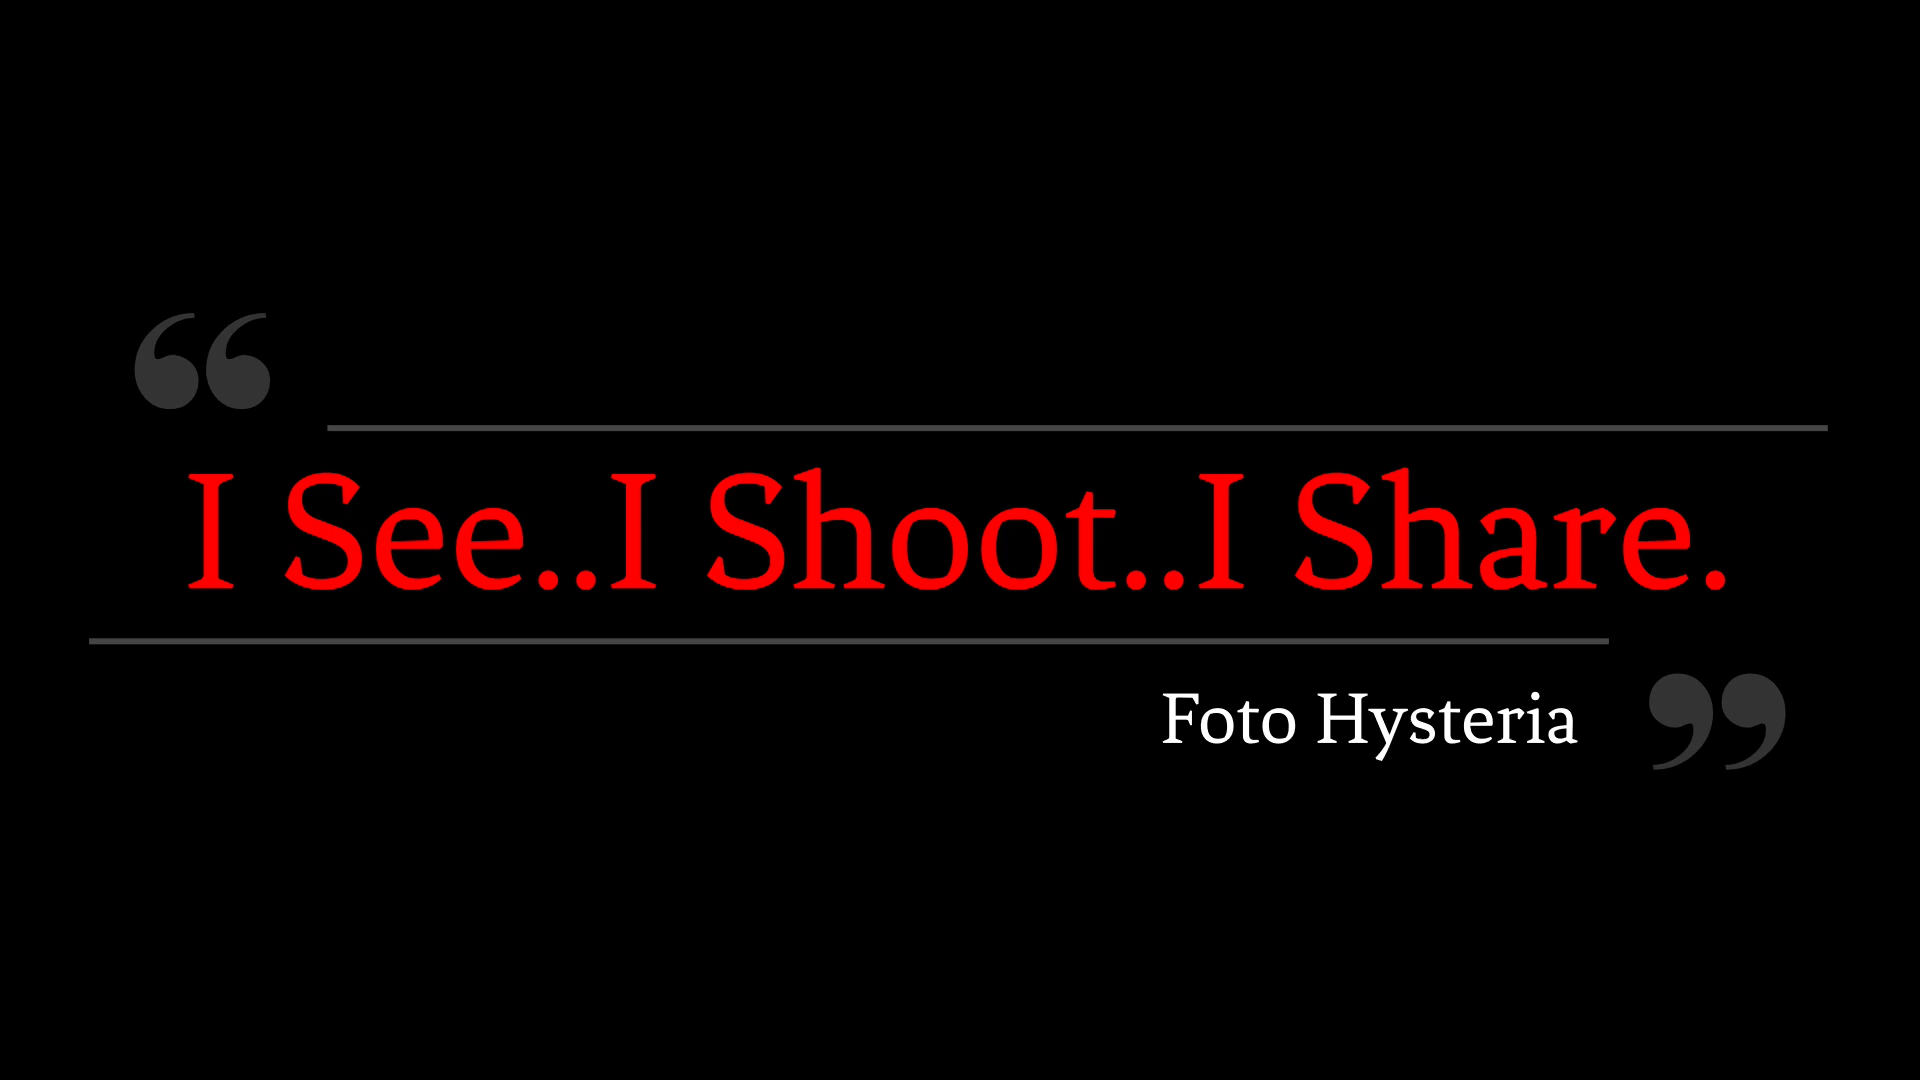 “
I See..I Shoot..I Share.
Foto Hysteria
”